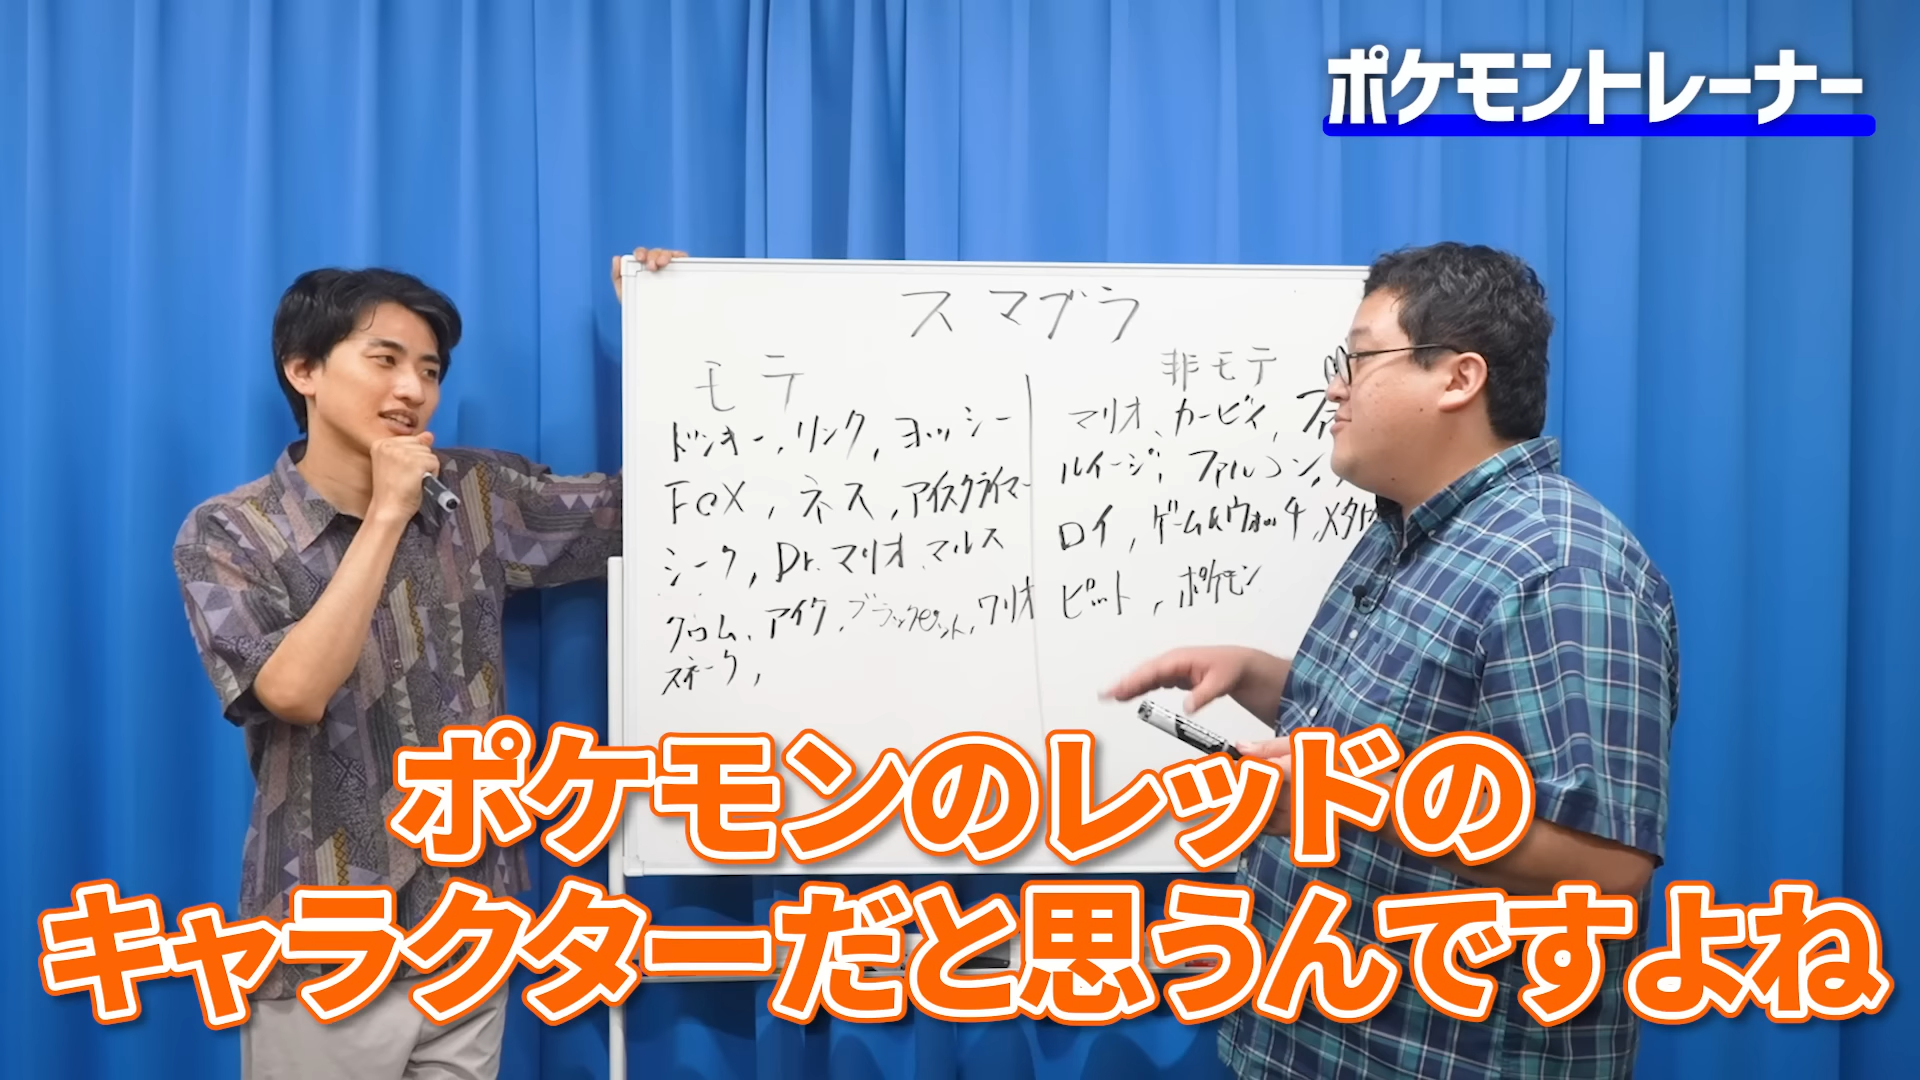 ポケモントレーナー
スマブラ
モテ
ドンキー,リンク,ヨッシー
FOX,ネス,アイスクライマー
シーク,Dr.マリオ、マルス
クロム、アイク,ブラックピット,ワリオ
スネーク,
非モテ
マリオ、カービィ,ファ
ルイージ,ファルコン,
ロイ,ゲーム&ウォッチ,メタ
ピット,ポケモン
ポケモンのレッドの
キャラクターだと思うんですよね